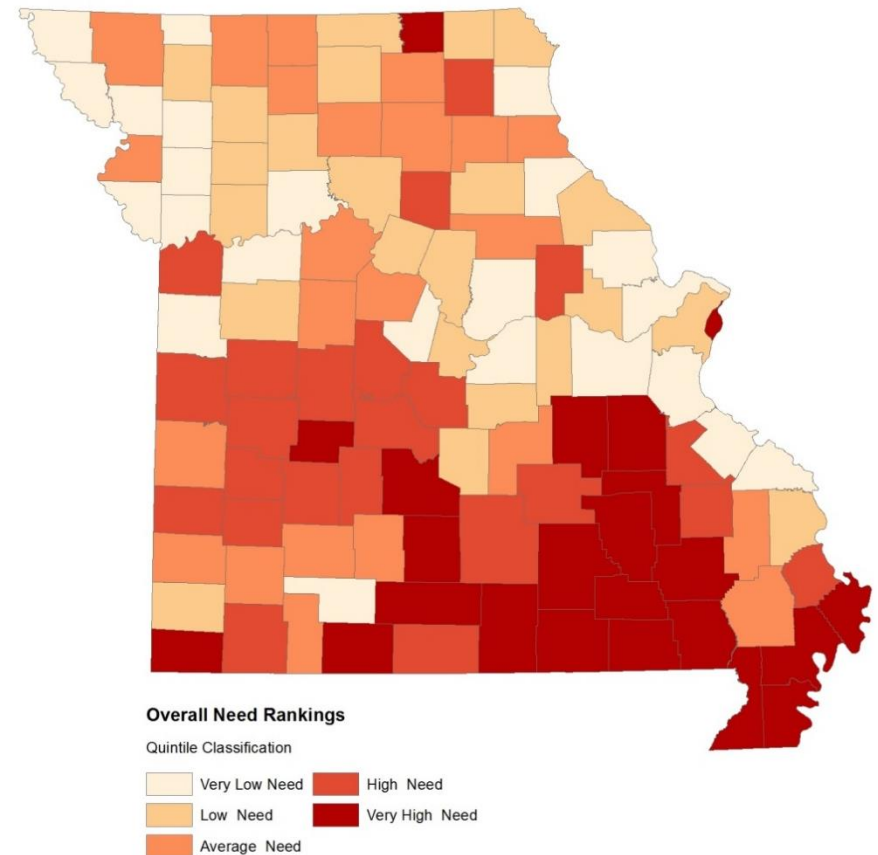 Overall Need Rankings
Quintile Classification
Very Low Need
High Need
Low Need
Very High Need
Average Need